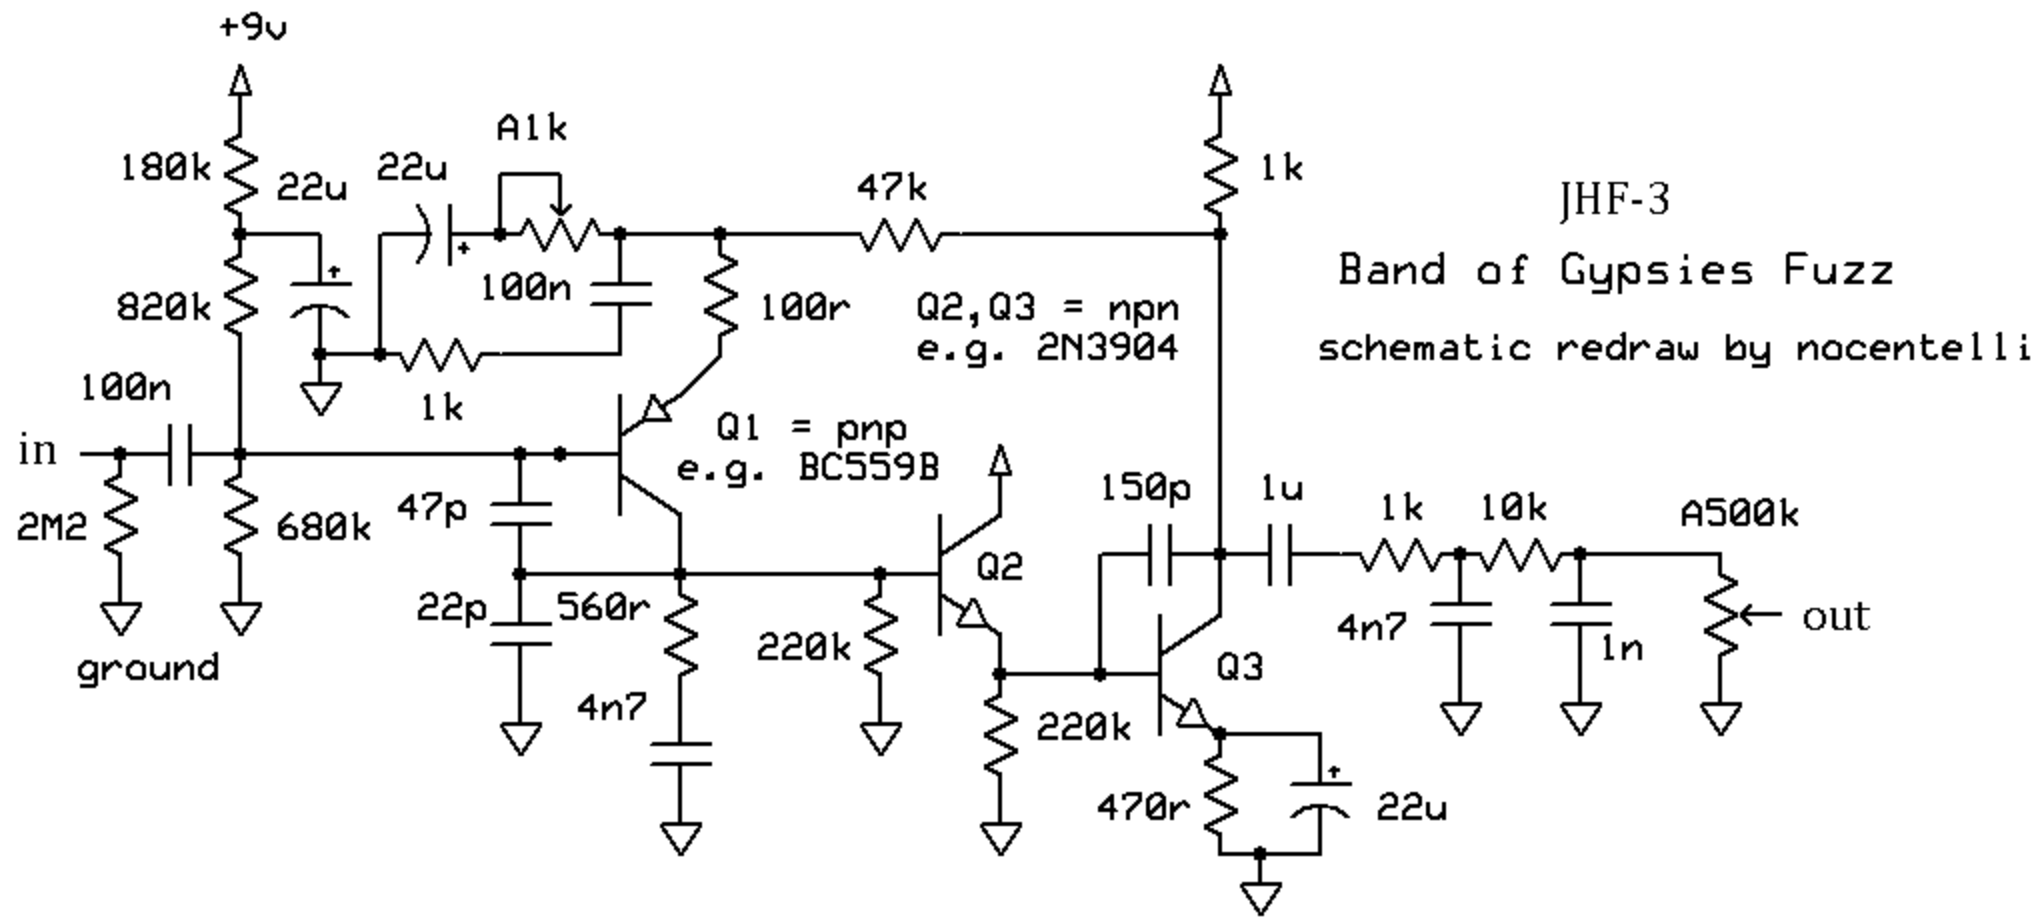 +9v
A1k
180k
22u
22u
47k
1k
JHF-3
820k
100n
100r
Q2,Q3 = npn
e.g. 2N3904
Band of Gypsies Fuzz
schematic redraw by nocentelli
100n
1k
in
Q1 = pnp
e.g. BC559B
2M2
680k
47p
150p
1u
1k
10k
A500k
Q2
22p
560r
220k
4n7
1n
out
ground
Q3
4n7
220k
470r
22u